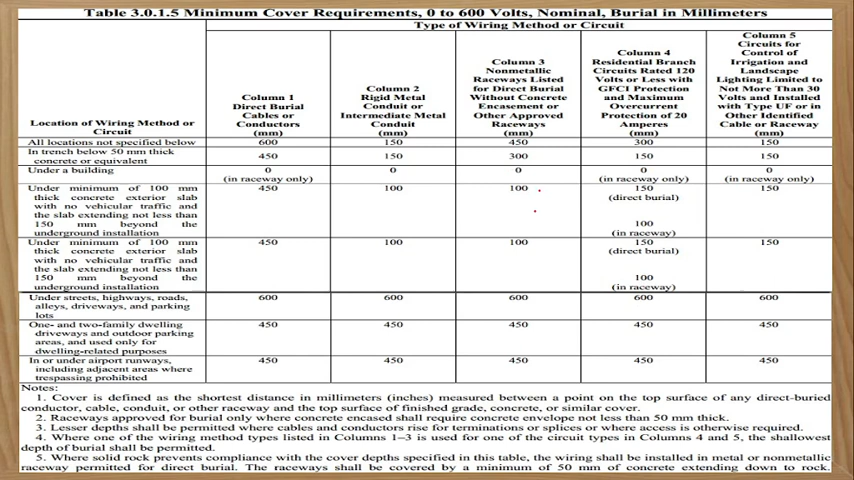 Table 3.0.1.5 Minimum Cover Requirements, 0 to 600 Volts, Nominal, Burial in Millimeters
Type of Wiring Method or Circuit
Location of Wiring Method or
Circuit
Column 1
Direct Burial
Cables or
Conductors
(mm)
Column 2
Rigid Metal
Conduit or
Intermediate Metal
Conduit
(mm)
Column 3
Nonmetallic
Raceways Listed
for Direct Burial
Without Concrete
Encasement or
Other Approved
Raceways
(mm)
Column 4
Residential Branch
Circuits Rated 120
Volts or Less with
GFCI Protection
and Maximum
Overcurrent
Protection of 20
Amperes
(mm)
Column 5
Circuits for
Control of
Irrigation and
Landscape
Lighting Limited to
Not More Than 30
Volts and Installed
with Type UF or in
Other Identified
Cable or Raceway
(mm)
All locations not specified below 600 150 450 300 150
In trench below 50 mm thick
concrete or equivalent
450 150 300 150 150
Under a building 0 0 0 0 0
(in raceway only) (in raceway only) (in raceway only)
Under minimum of 100 mm
thick concrete exterior slab
with no vehicular traffic and
the slab extending not less than
150 mm beyond the
underground installation
450 100 100 150 150
(direct burial)
100
(in raceway)
Under minimum of 100 mm
thick concrete exterior slab
with no vehicular traffic and
the slab extending not less than
150 mm beyond the
underground installation
450 100 100 150 150
(direct burial)
100
(in raceway)
Under streets, highways, roads,
alleys, driveways, and parking
lots
600 600 600 600 600
One- and two-family dwelling
driveways and outdoor parking
areas, and used only for
dwelling-related purposes
450 450 450 450 450
In or under airport runways,
including adjacent areas where
trespassing prohibited
450 450 450 450 450
Notes:
1. Cover is defined as the shortest distance in millimeters (inches) measured between a point on the top surface of any direct-buried
conductor, cable, conduit, or other raceway and the top surface of finished grade, concrete, or similar cover.
2. Raceways approved for burial only where concrete encased shall require concrete envelope not less than 50 mm thick.
3. Lesser depths shall be permitted where cables and conductors rise for terminations or splices or where access is otherwise required.
4. Where one of the wiring method types listed in Columns 1–3 is used for one of the circuit types in Columns 4 and 5, the shallowest
depth of burial shall be permitted.
5. Where solid rock prevents compliance with the cover depths specified in this table, the wiring shall be installed in metal or nonmetallic
raceway permitted for direct burial. The raceways shall be covered by a minimum of 50 mm of concrete extending down to rock.